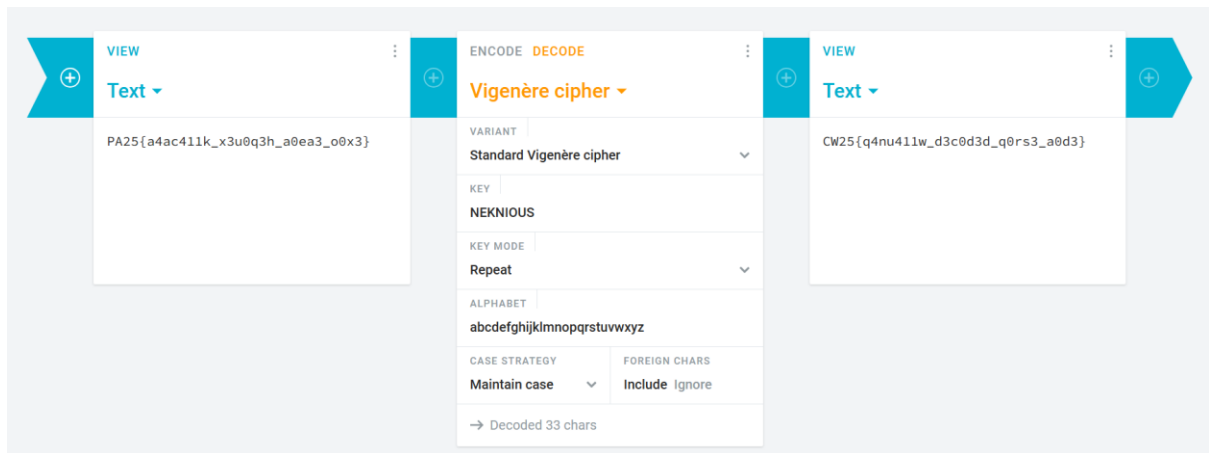 VIEW
Text
PA25{a4ac411k_x3u0q3h_a0ea3_o0x3}
ENCODE DECODE
Vigenère cipher
VARIANT
Standard Vigenère cipher
KEY
NEKNIOUS
KEY MODE
Repeat
ALPHABET
abcdefghijklmnopqrstuvwxyz
CASE STRATEGY
Maintain case
FOREIGN CHARS
Include Ignore
→ Decoded 33 chars
VIEW
Text
CW25{q4nu411w_d3c0d3d_q0rs3_a0d3}